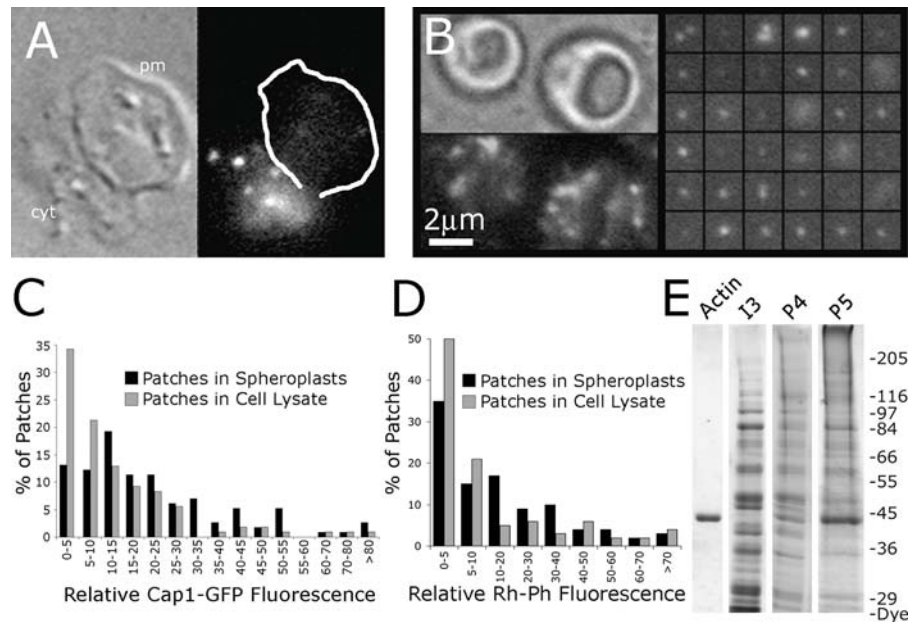 A
pm
cyt
B
2μm
C
35
30
25
20
15
10
5
0
% of Patches
Patches in Spheroplasts
Patches in Cell Lysate
0-5
5-10
10-15
15-20
20-25
25-30
30-35
35-40
40-45
45-50
50-55
55-60
60-70
70-80
>80
Relative Cap1-GFP Fluorescence
D
50
40
30
20
10
0
% of Patches
Patches in Spheroplasts
Patches in Cell Lysate
0-5
5-10
10-20
20-30
30-40
40-50
50-60
60-70
>70
Relative Rh-Ph Fluorescence
E
Actin
I3
P4
P5
-205
-116
-97
-84
-66
-55
-45
-36
-29
-Dye